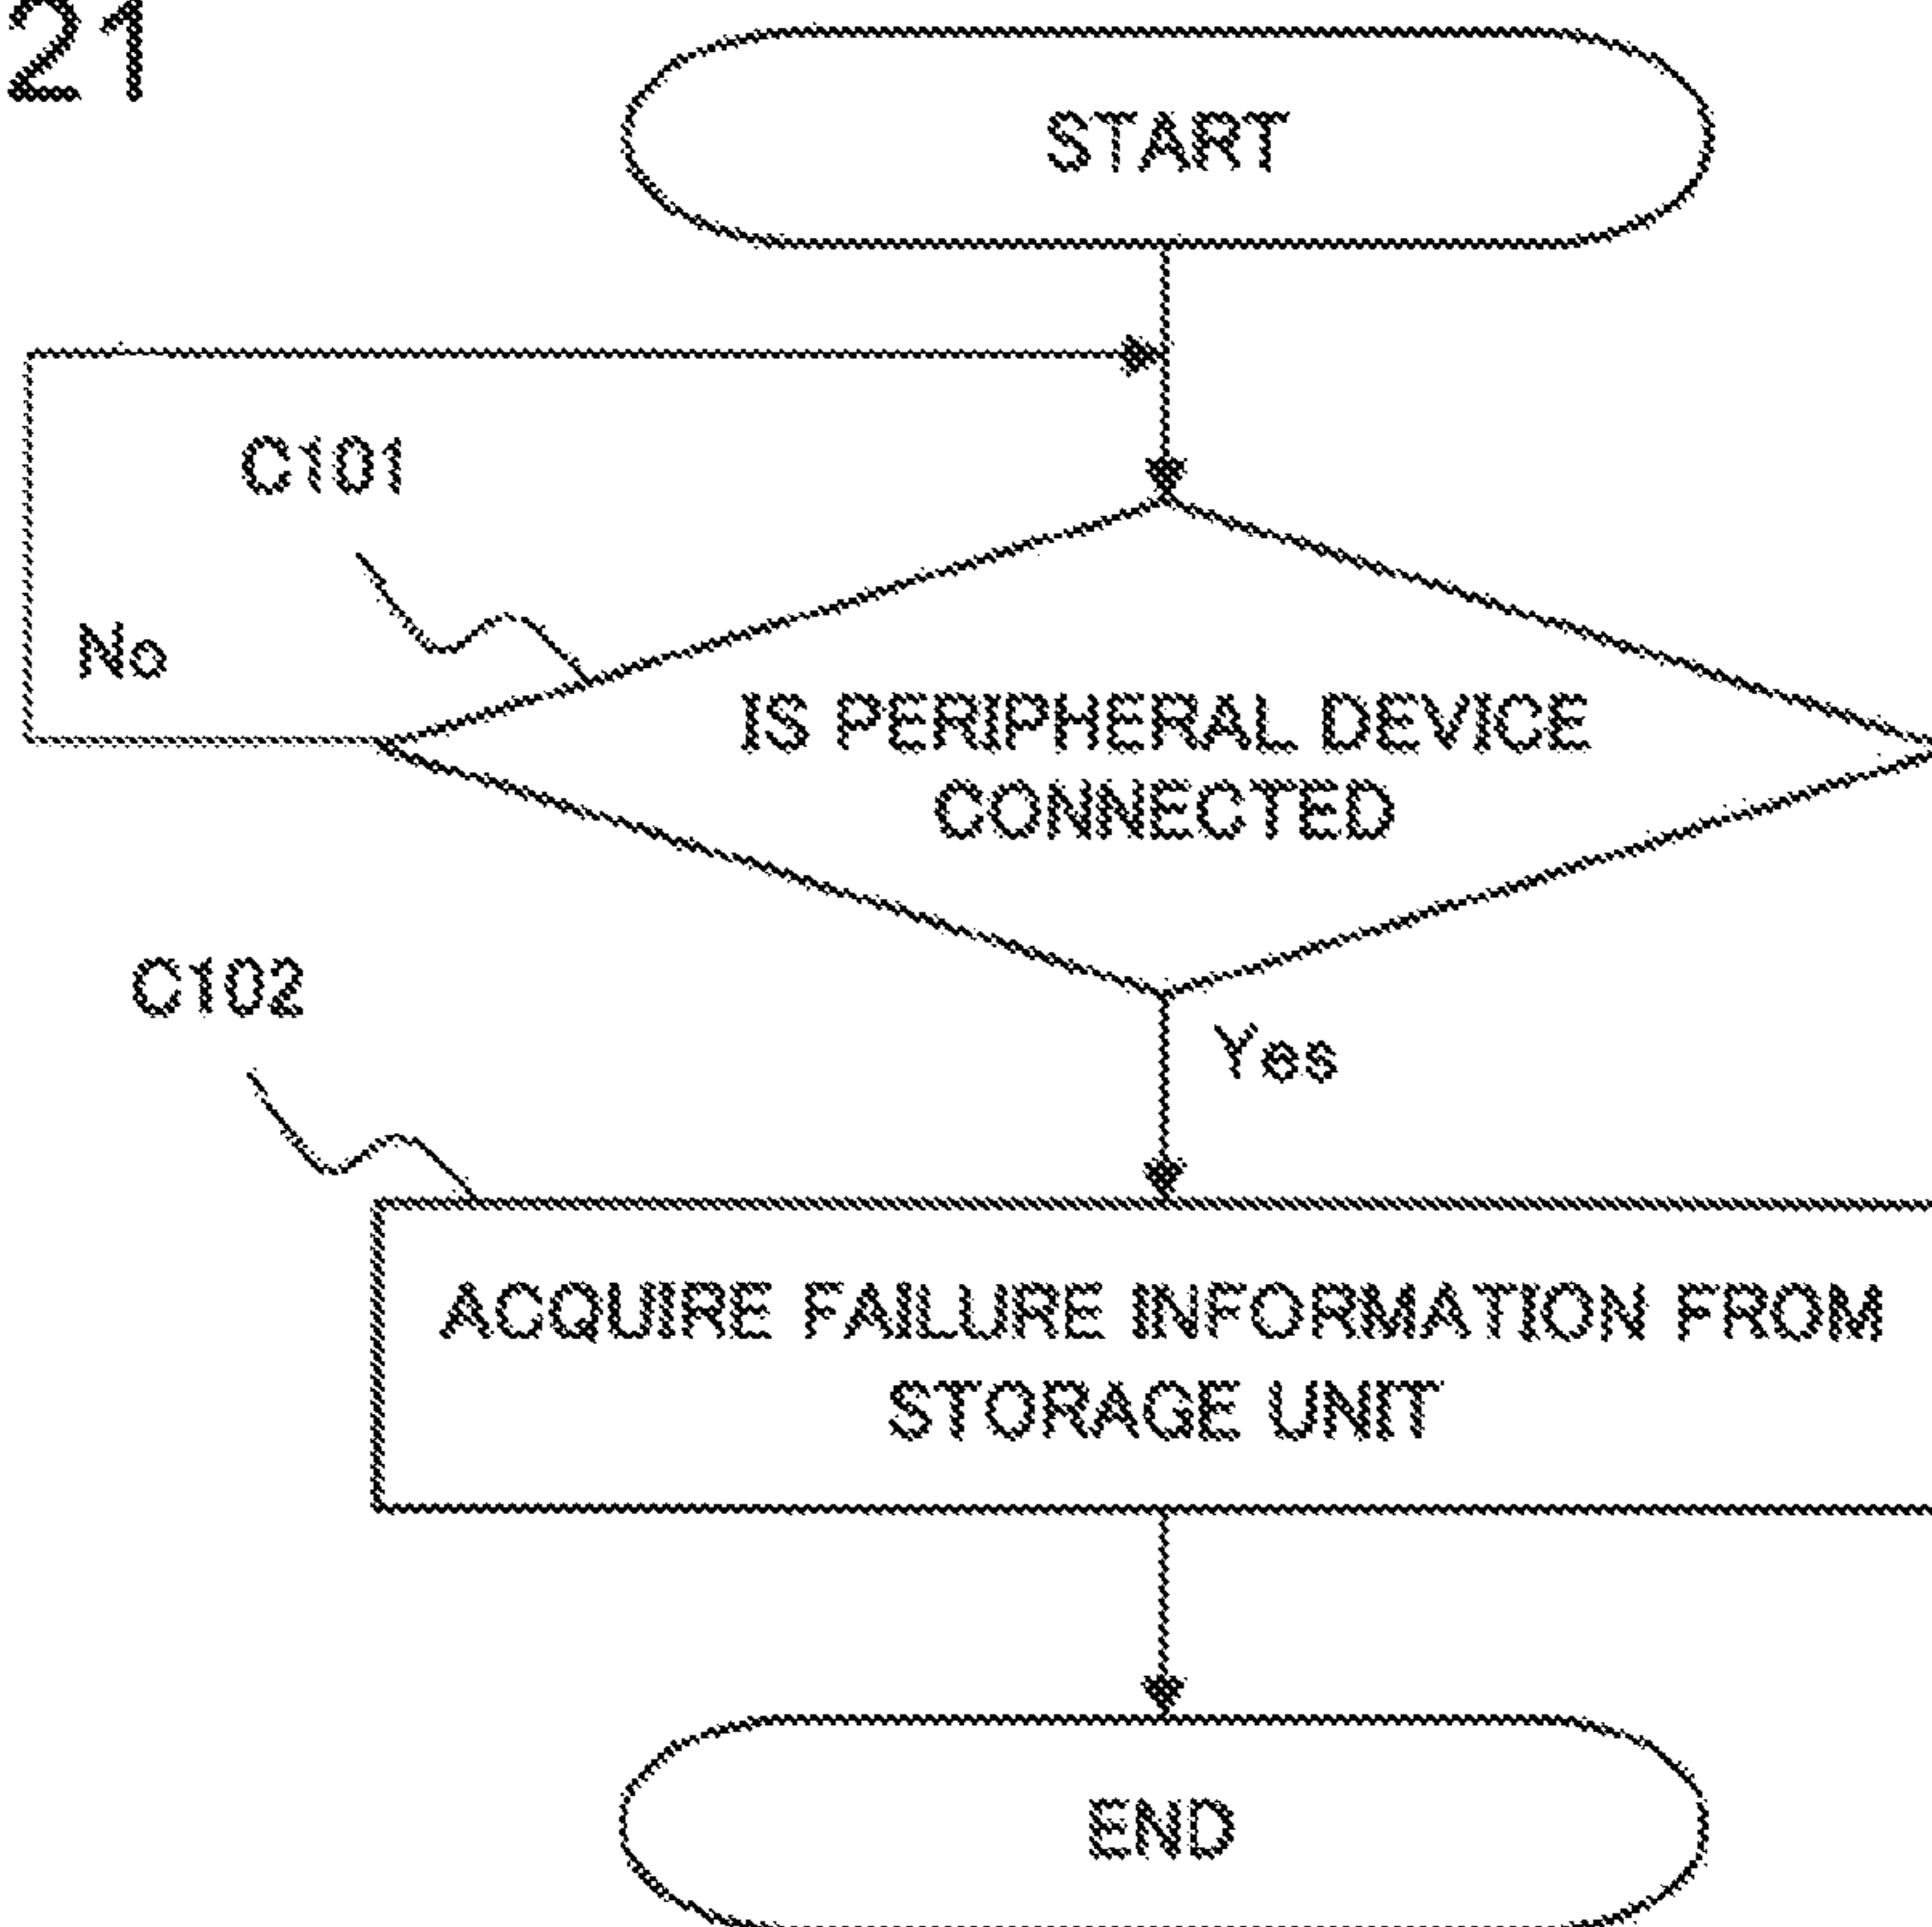 21
START
C101
No
IS PERIPHERAL DEVICE
CONNECTED
C102
Yes
ACQUIRE FAILURE INFORMATION FROM
STORAGE UNIT
END